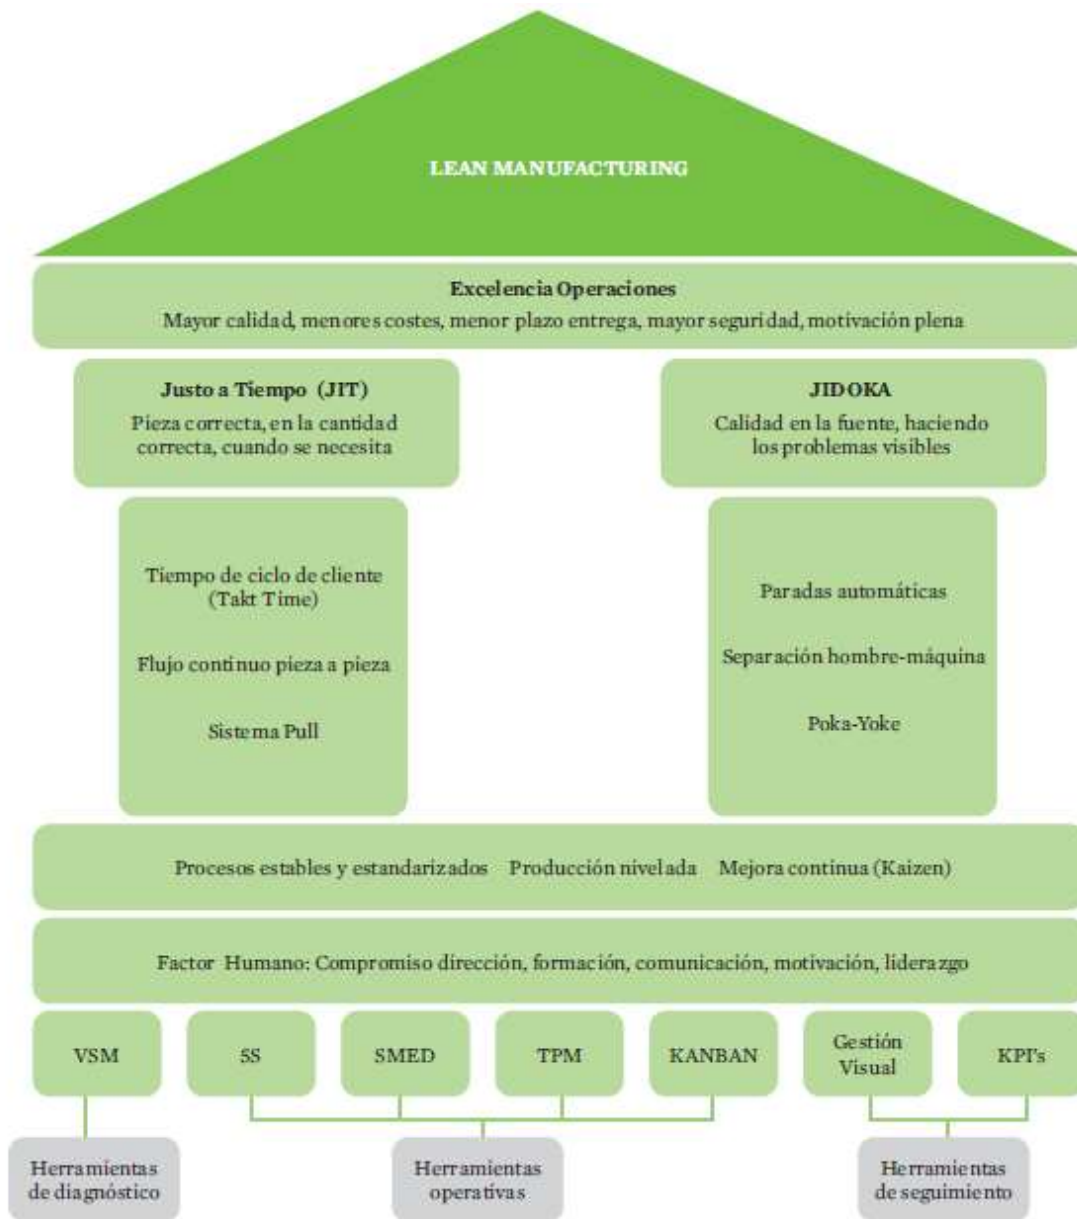 LEAN MANUFACTURING
Excelencia Operaciones
Mayor calidad, menores costes, menor plazo entrega, mayor seguridad, motivación plena
Justo a Tiempo (JIT)
Pieza correcta, en la cantidad
correcta, cuando se necesita
JIDOKA
Calidad en la fuente, haciendo
los problemas visibles
Tiempo de ciclo de cliente
(Takt Time)
Flujo continuo pieza a pieza
Sistema Pull
Paradas automáticas
Separación hombre-máquina
Poka-Yoke
Procesos estables y estandarizados Producción nivelada Mejora continua (Kaizen)
Factor Humano: Compromiso dirección, formación, comunicación, motivación, liderazgo
VSM
5S
SMED
TPM
KANBAN
Gestión
Visual
KPI's
Herramientas
de diagnóstico
Herramientas
operativas
Herramientas
de seguimiento